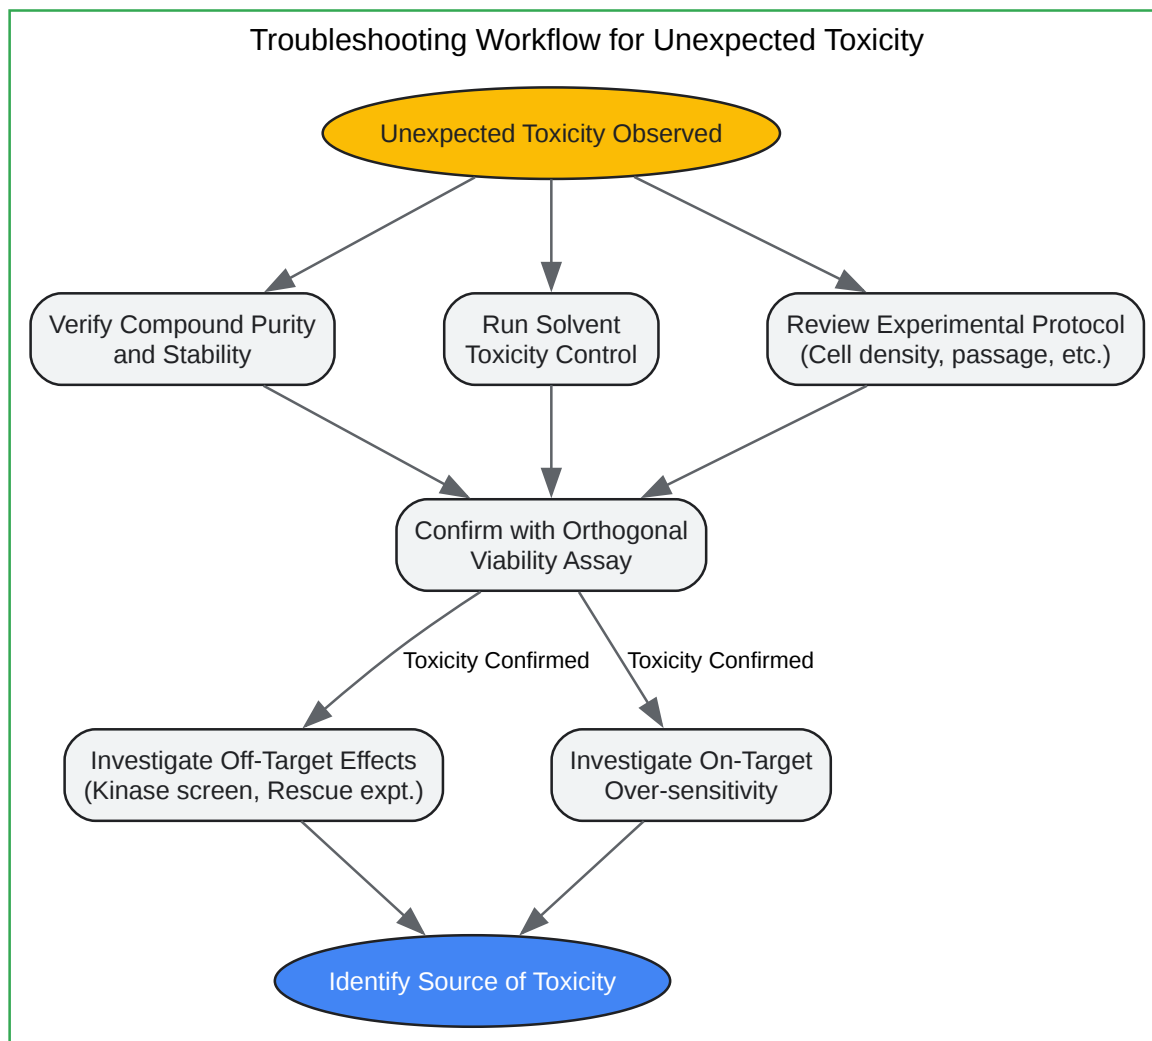 Troubleshooting Workflow for Unexpected Toxicity
Unexpected Toxicity Observed
Verify Compound Purity
and Stability
Run Solvent
Toxicity Control
Review Experimental Protocol
(Cell density, passage, etc.)
Confirm with Orthogonal
Viability Assay
Toxicity Confirmed
Toxicity Confirmed
Investigate Off-Target Effects
(Kinase screen, Rescue expt.)
Investigate On-Target
Over-sensitivity
Identify Source of Toxicity